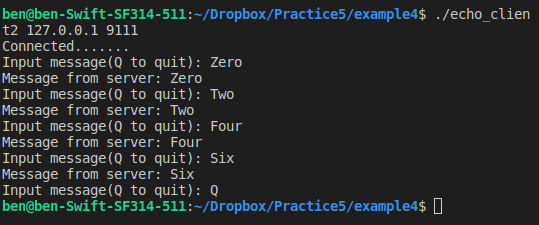 ben@ben-Swift-SF314-511:~/Dropbox/Practice5/example4$ ./echo_clien
t2 127.0.0.1 9111
Connected.......
Input message(Q to quit): Zero
Message from server: Zero
Input message(Q to quit): Two
Message from server: Two
Input message(Q to quit): Four
Message from server: Four
Input message(Q to quit): Six
Message from server: Six
Input message(Q to quit): Q
ben@ben-Swift-SF314-511:~/Dropbox/Practice5/example4$